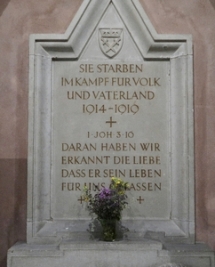 SIE STARBEN
IM KAMPF FÜR VOLK
UND VATERLAND
1914-1918
1 JOH 3·16
DARAN HABEN WIR
ERKANNT DIE LIEBE
DASS ER SEIN LEBEN
FÜR UNS GELASSEN